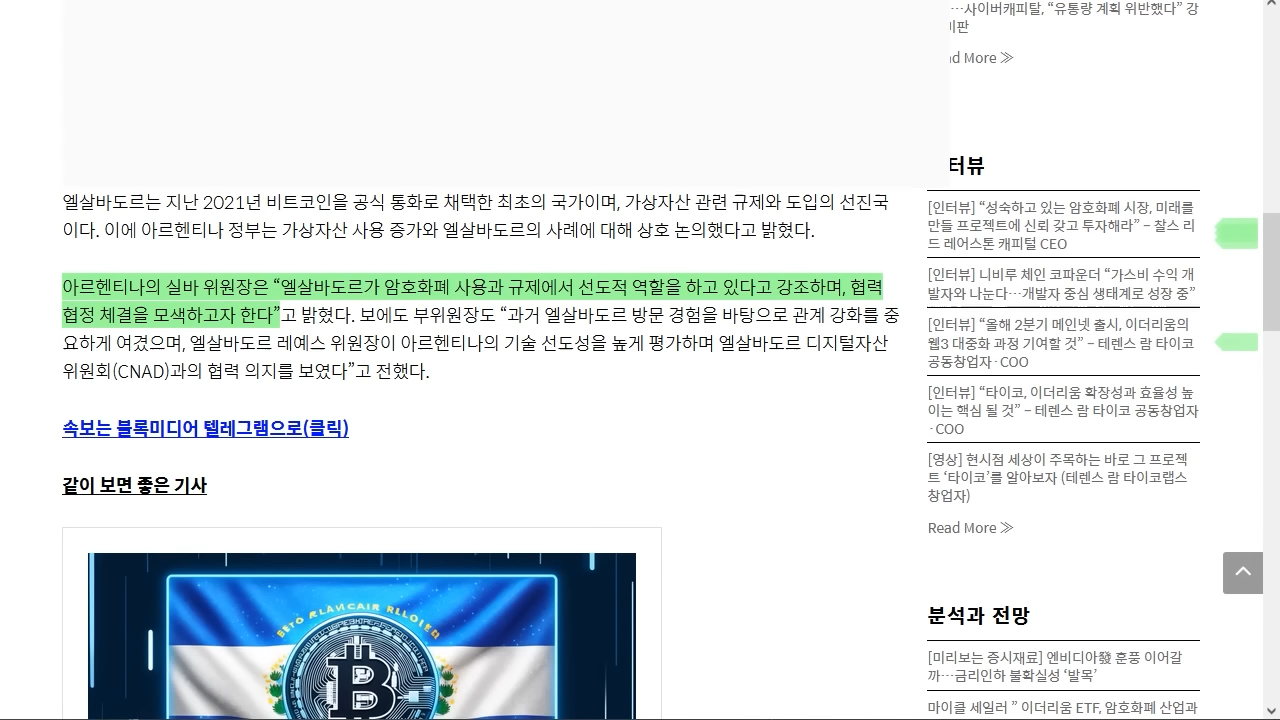 엘살바도르는 지난 2021년 비트코인을 공식 통화로 채택한 최초의 국가이며, 가상자산 관련 규제와 도입의 선진국
이다. 이에 아르헨티나 정부는 가상자산 사용 증가와 엘살바도르의 사례에 대해 상호 논의했다고 밝혔다.
아르헨티나의 실바 위원장은 “엘살바도르가 암호화폐 사용과 규제에서 선도적 역할을 하고 있다고 강조하며, 협력
협정 체결을 모색하고자 한다”고 밝혔다. 보에도 부위원장도 “과거 엘살바도르 방문 경험을 바탕으로 관계 강화를 중
요하게 여겼으며, 엘살바도르 레예스 위원장이 아르헨티나의 기술 선도성을 높게 평가하며 엘살바도르 디지털자산
위원회(CNAD)과의 협력 의지를 보였다”고 전했다.
속보는 블록미디어 텔레그램으로(클릭)
같이 보면 좋은 기사
…사이버캐피탈, “유통량 계획 위반했다” 강
비판
ad More ≫
터뷰
[인터뷰] “성숙하고 있는 암호화폐 시장, 미래를
만들 프로젝트에 신뢰 갖고 투자해라” – 찰스 리
드 레어스톤 캐피털 CEO
[인터뷰] 니비루 체인 코파운더 “가스비 수익 개
발자와 나눈다…개발자 중심 생태계로 성장 중”
[인터뷰] “올해 2분기 메인넷 출시, 이더리움의
웹3 대중화 과정 기여할 것” – 테렌스 람 타이코
공동창업자·COO
[인터뷰] “타이코, 이더리움 확장성과 효율성 높
이는 핵심 될 것” – 테렌스 람 타이코 공동창업자
·COO
[영상] 현시점 세상이 주목하는 바로 그 프로젝
트 ‘타이코’를 알아보자 (테렌스 람 타이코랩스
창업자)
Read More ≫
분석과 전망
[미리보는 증시재료] 엔비디아發 훈풍 이어갈
까…금리인하 불확실성 ‘발목’
마이클 세일러 ” 이더리움 ETF, 암호화폐 산업과